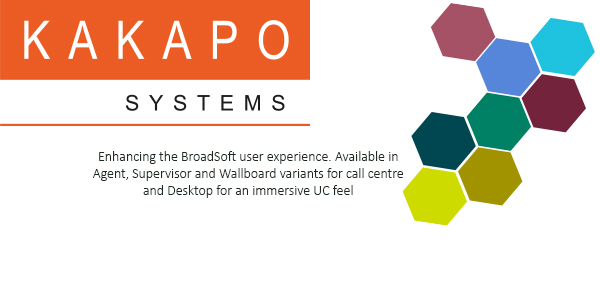 KAKAPO
SYSTEMS
Enhancing the BroadSoft user experience. Available in
Agent, Supervisor and Wallboard variants for call centre
and Desktop for an immersive UC feel